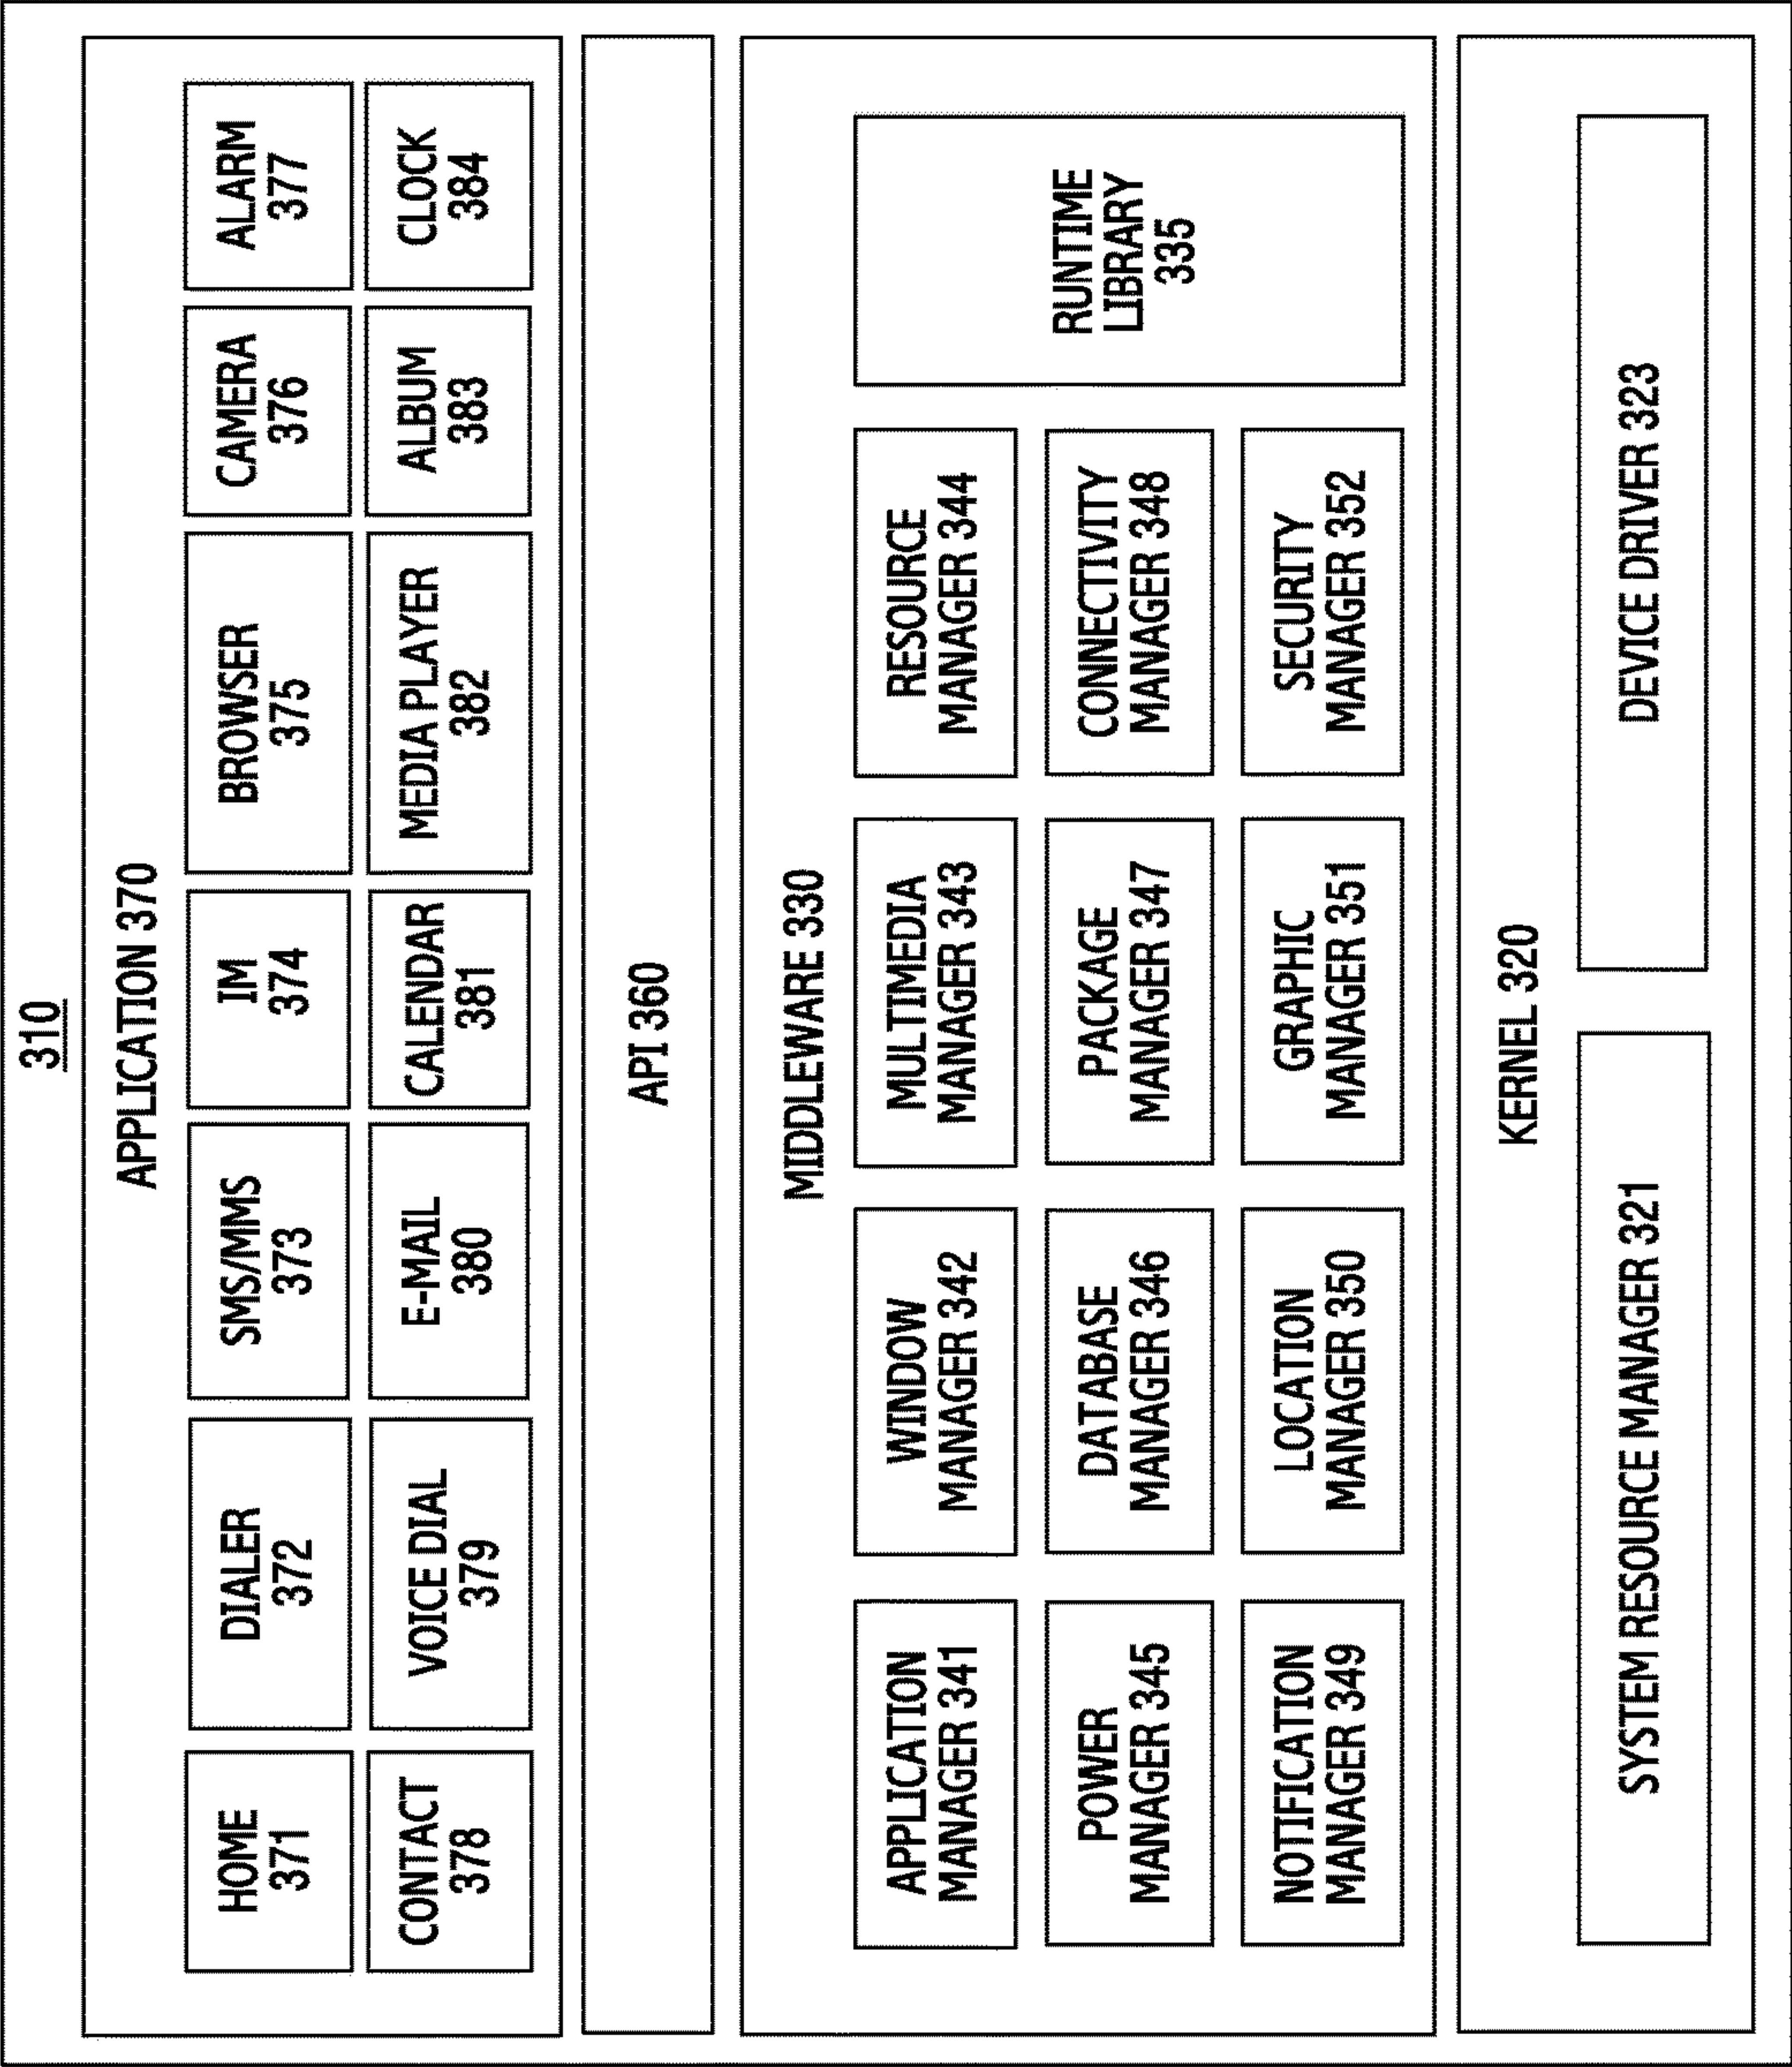 310
APPLICATION 370
HOME
371
DIALER
372
SMS/MMS
373
IM
374
BROWSER
375
CAMERA
376
ALARM
377
CONTACT
378
VOICE DIAL
379
E-MAIL
380
CALENDAR
381
MEDIA PLAYER
382
ALBUM
383
CLOCK
384
API 360
MIDDLEWARE 330
APPLICATION
MANAGER 341
WINDOW
MANAGER 342
MULTIMEDIA
MANAGER 343
RESOURCE
MANAGER 344
POWER
MANAGER 345
DATABASE
MANAGER 346
PACKAGE
MANAGER 347
CONNECTIVITY
MANAGER 348
NOTIFICATION
MANAGER 349
LOCATION
MANAGER 350
GRAPHIC
MANAGER 351
SECURITY
MANAGER 352
RUNTIME
LIBRARY
335
KERNEL 320
SYSTEM RESOURCE MANAGER 321
DEVICE DRIVER 323